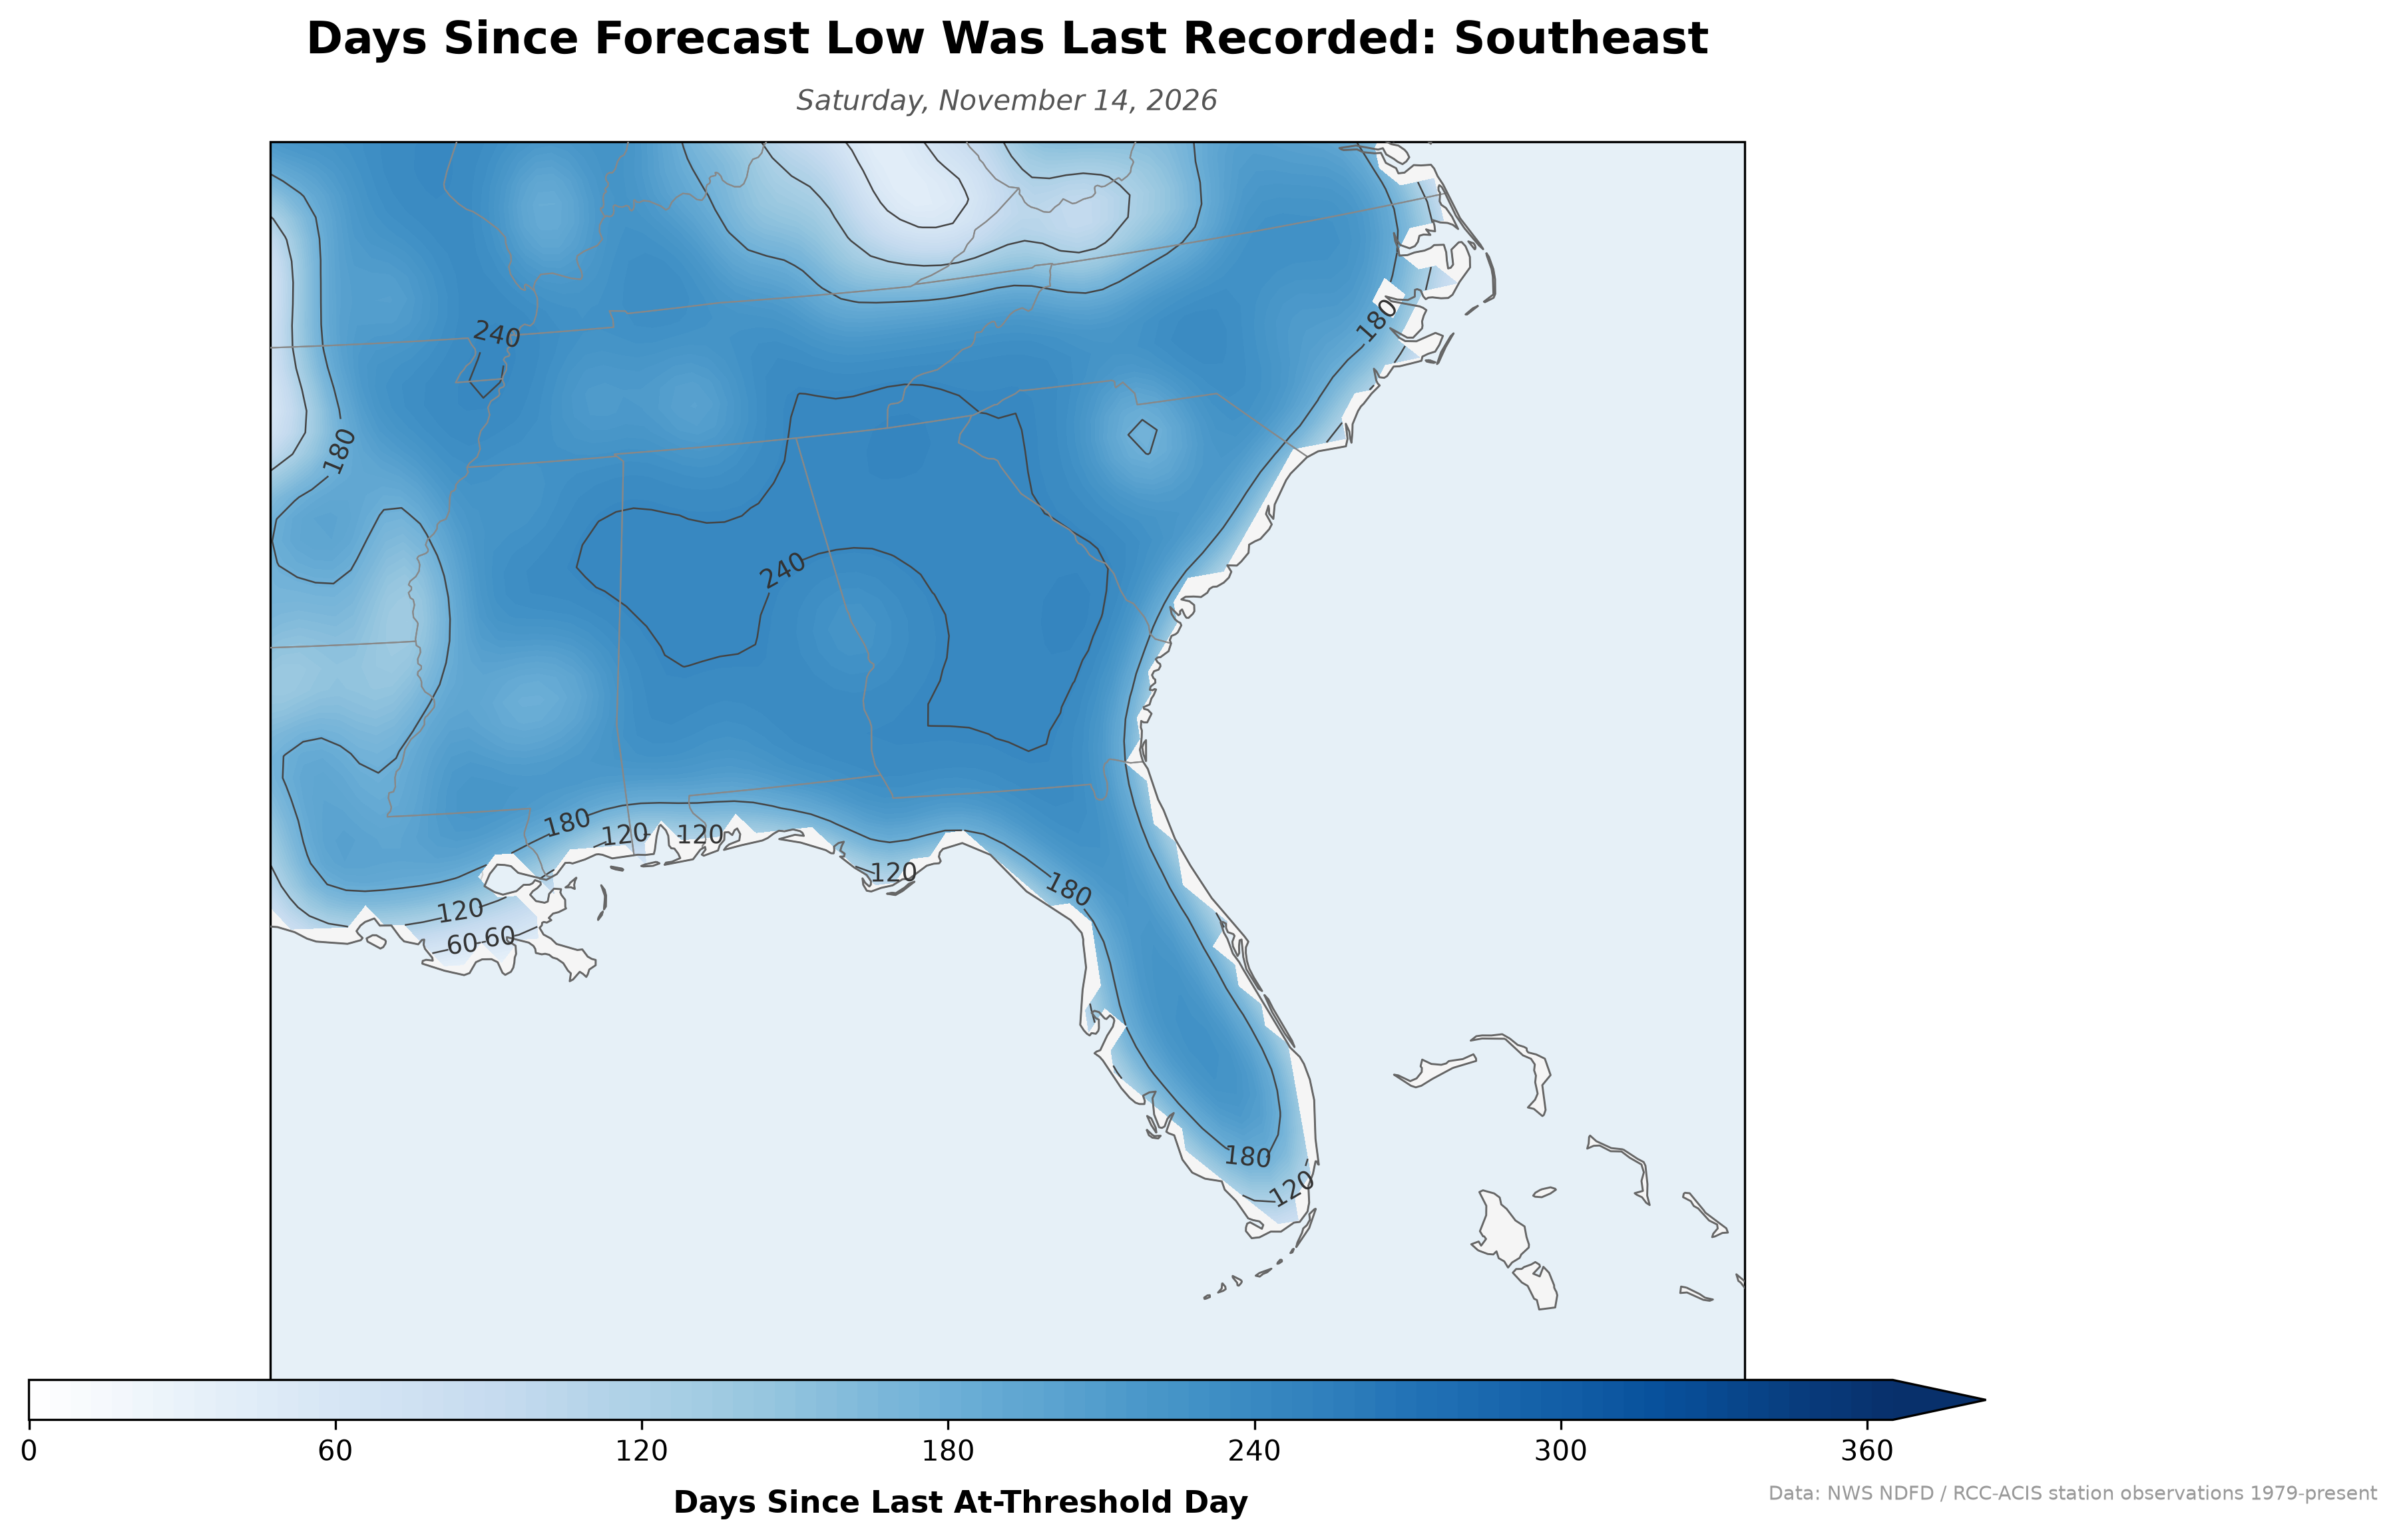 Days Since Forecast Low Was Last Recorded: Southeast
Saturday, November 14, 2026
240
180
180
240
180
120
120
120
180
120
60
60
180
120
0 60 120 180 240 300 360
Days Since Last At-Threshold Day
Data: NWS NDFD / RCC-ACIS station observations 1979-present